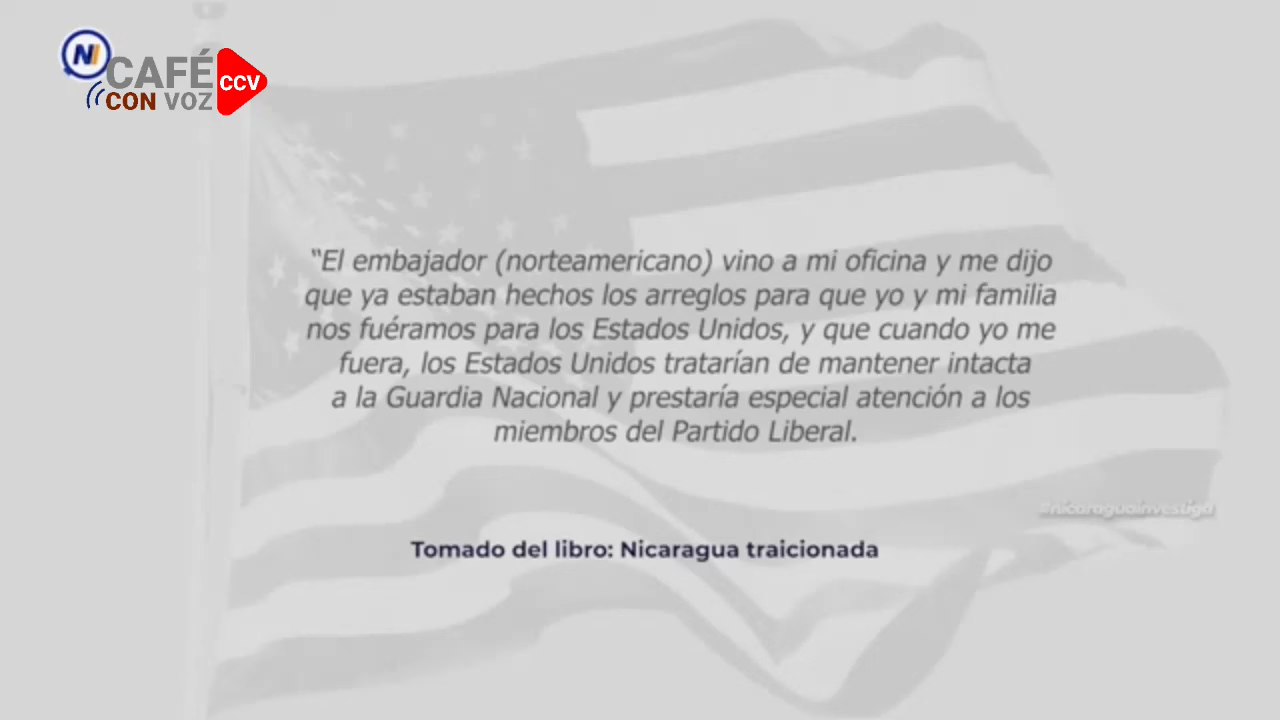 NI
CAFÉ
CON VOZ
CCV
“El embajador (norteamericano) vino a mi oficina y me dijo
que ya estaban hechos los arreglos para que yo y mi familia
nos fuéramos para los Estados Unidos, y que cuando yo me
fuera, los Estados Unidos tratarían de mantener intacta
a la Guardia Nacional y prestaría especial atención a los
miembros del Partido Liberal.
#nicaraguainvestiga
Tomado del libro: Nicaragua traicionada